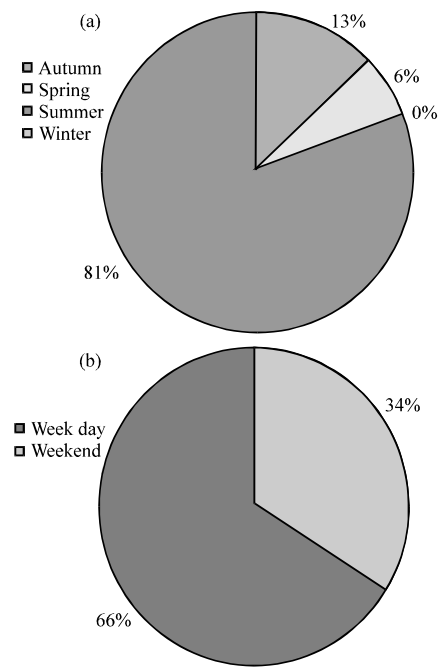 (a)
13%
Autumn
6%
Spring
Summer
0%
Winter
81%
(b)
34%
Week day
Weekend
66%